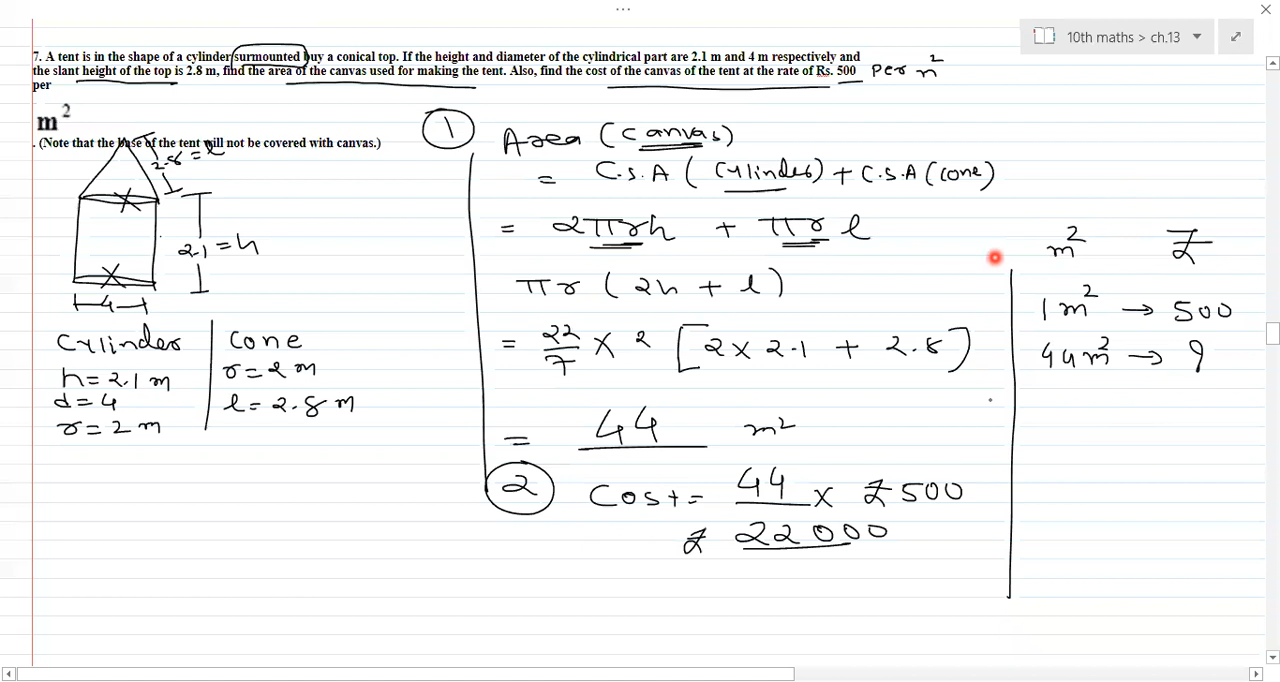 10th maths > ch.13
7. A tent is in the shape of a cylinder surmounted buy a conical top. If the height and diameter of the cylindrical part are 2.1 m and 4 m respectively and
the slant height of the top is 2.8 m, find the area of the canvas used for making the tent. Also, find the cost of the canvas of the tent at the rate of Rs. 500 per m²
per
m²
. (Note that the base of the tent will not be covered with canvas.)
2.8 = l
2.1 = h
4
Cylinder
h = 2.1 m
d = 4
r = 2 m
Cone
r = 2 m
l = 2.8 m
① Area (Canvas)
= C.S.A (Cylinder) + C.S.A (Cone)
= 2πrh + πrl
πr (2h + l)
= 22/7 × 2 [2 × 2.1 + 2.8]
= 44 m²
② Cost = 44 × ₹ 500
₹ 22000
m² ₹
1 m² → 500
44 m² → ?